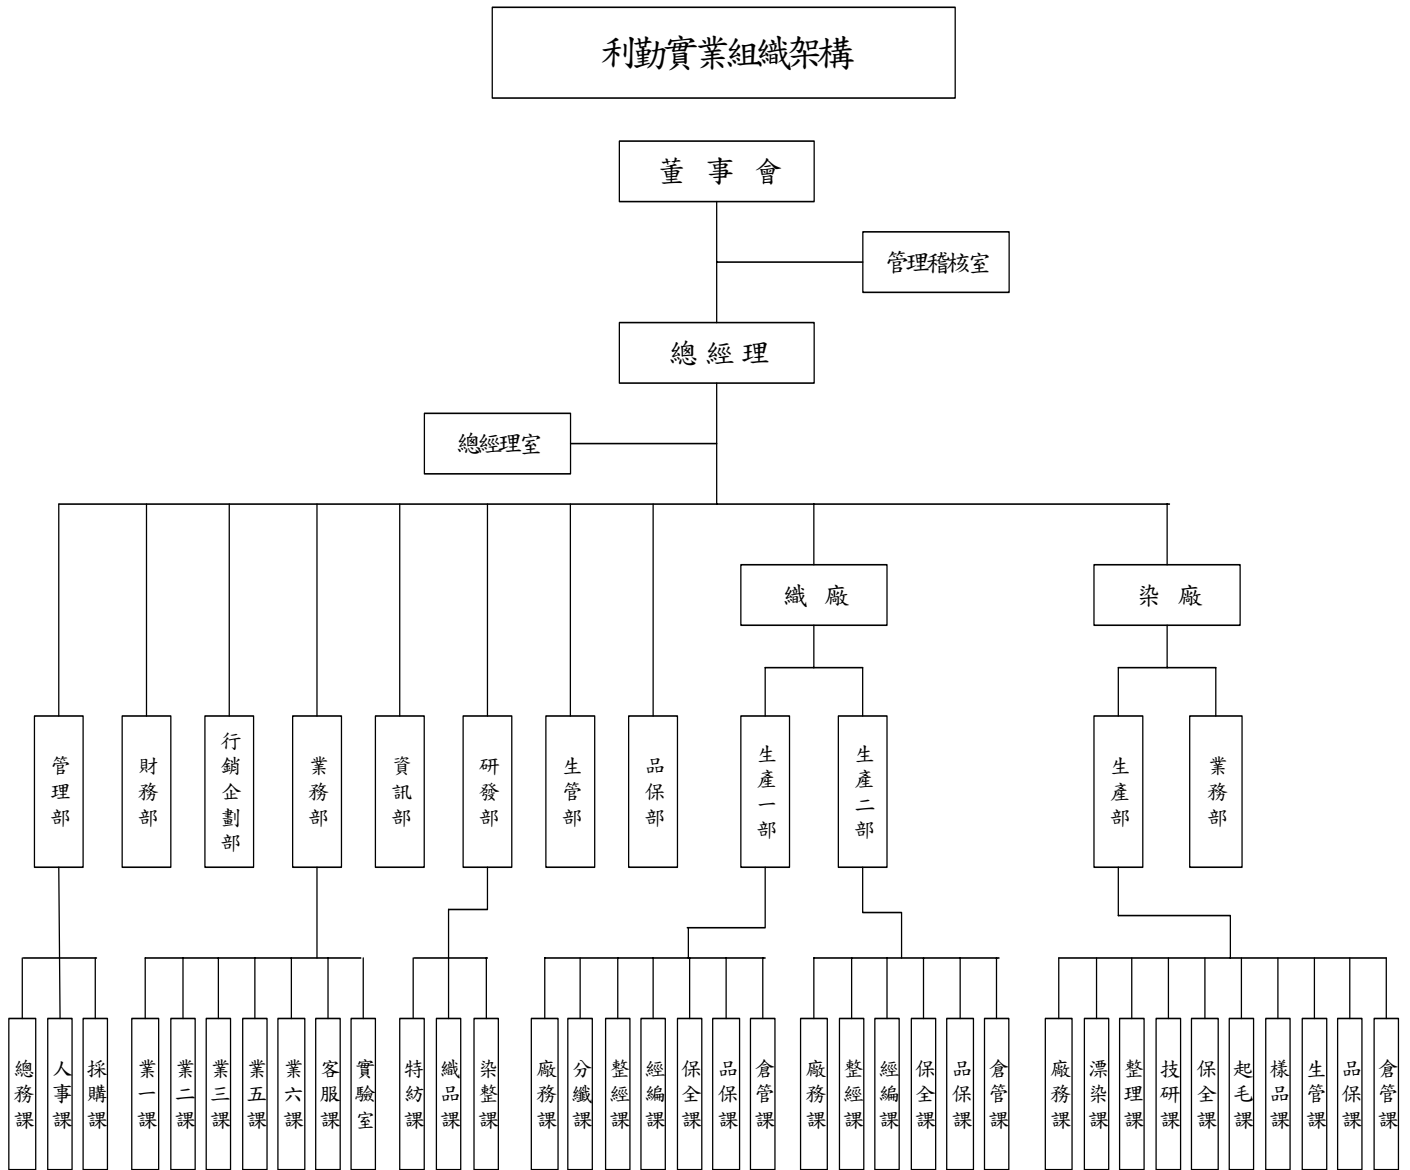 利勤實業組織架構
董 事 會
管理稽核室
總 經 理
總經理室
織 廠
染 廠
管理部
財務部
行銷企劃部
業務部
資訊部
研發部
生管部
品保部
生產一部
生產二部
生產部
業務部
總務課
人事課
採購課
業一課
業二課
業三課
業五課
業六課
客服課
實驗室
特紡課
織品課
染整課
廠務課
分纖課
整經課
經編課
保全課
品保課
倉管課
廠務課
整經課
經編課
保全課
品保課
倉管課
廠務課
漂染課
整理課
技研課
保全課
起毛課
樣品課
生管課
品保課
倉管課